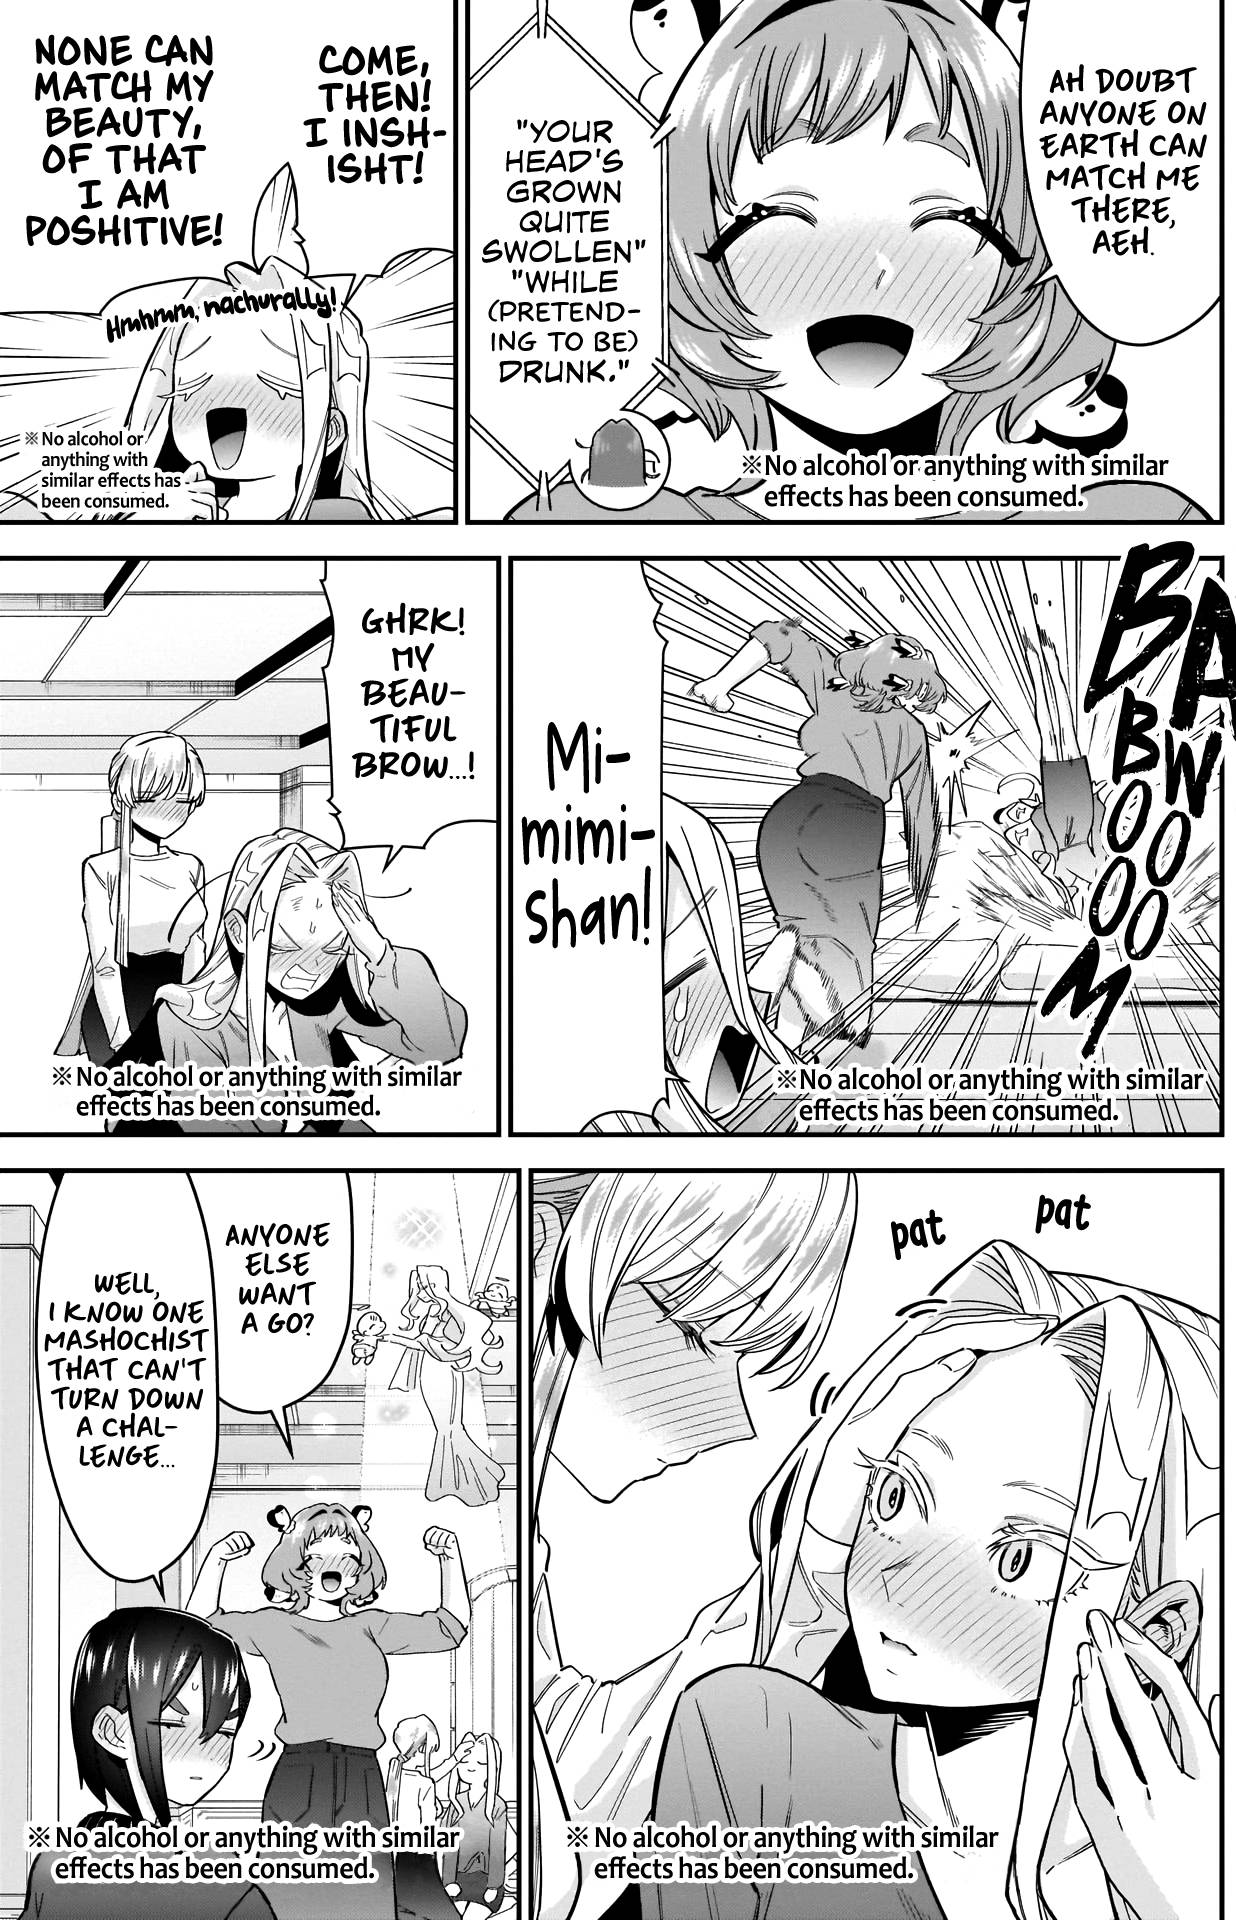 AH DOUBT
ANYONE ON
EARTH CAN
MATCH ME
THERE,
AEH.
"YOUR
HEAD'S
GROWN
QUITE
SWOLLEN"
"WHILE
(PRETEND-
ING TO BE)
DRUNK."
※No alcohol or anything with similar
effects has been consumed.
COME,
THEN!
I INSH-
ISHT!
NONE CAN
MATCH MY
BEAUTY,
OF THAT
I AM
POSHITIVE!
Hmhmm, nachurally!
※No alcohol or
anything with
similar effects has
been consumed.
BAWOOOM
BOOOOM
Mi-
mimi-
shan!
※No alcohol or anything with similar
effects has been consumed.
GHRK!
MY
BEAU-
TIFUL
BROW...!
※No alcohol or anything with similar
effects has been consumed.
pat
pat
※No alcohol or anything with similar
effects has been consumed.
ANYONE
ELSE
WANT
A GO?
WELL,
I KNOW ONE
MASHOCHIST
THAT CAN'T
TURN DOWN
A CHAL-
LENGE...
※No alcohol or anything with similar
effects has been consumed.